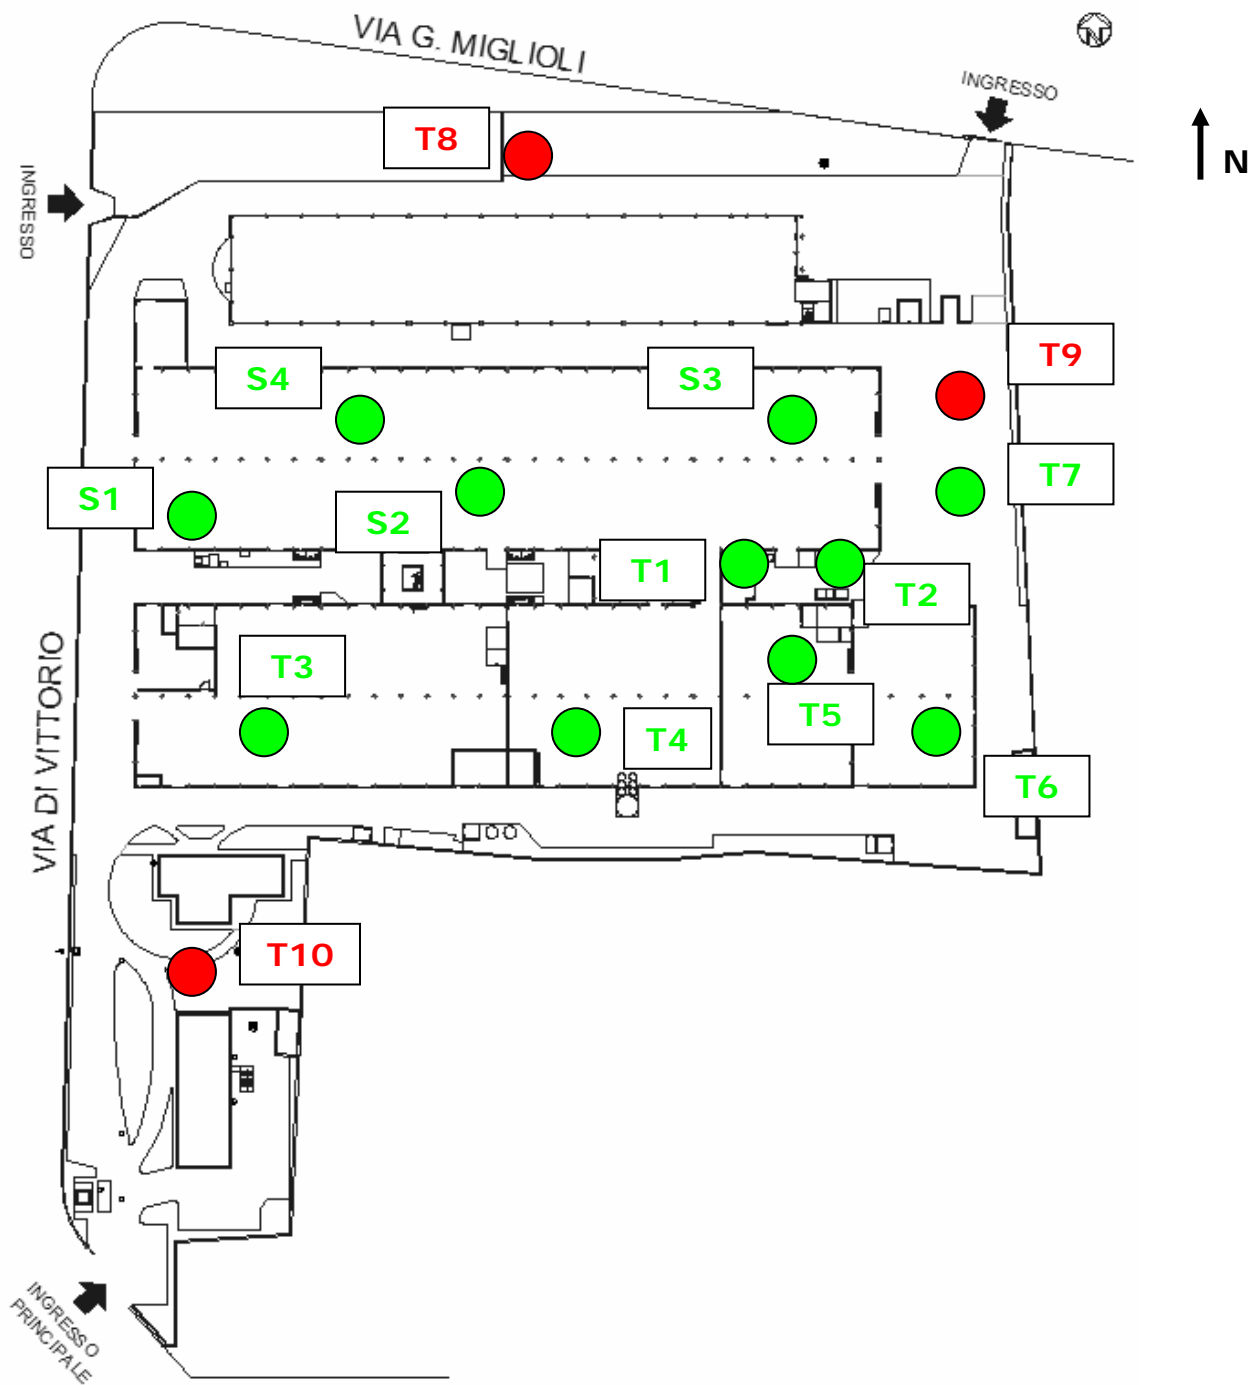 VIA G. MIGLIOLI
N
INGRESSO
T8
N
INGRESSO
T9
S4
S3
T7
S1
S2
T1
T2
T3
T5
T4
T6
VIA DI VITTORIO
T10
INGRESSO
PRINCIPALE